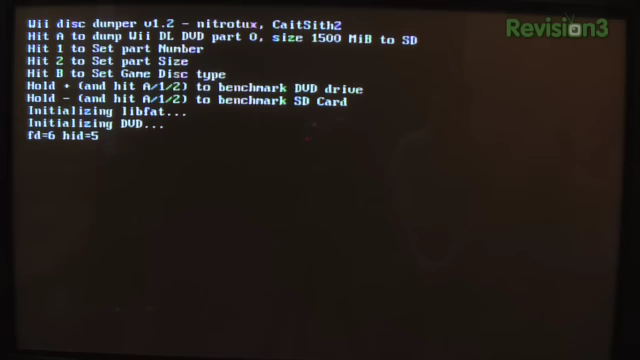 Wii disc dumper v1.2 - nitrotux, CaitSith2
Hit A to dump Wii DL DVD part 0, size 1500 MiB to SD
Hit 1 to Set part Number
Hit 2 to Set part Size
Hit B to Set Game Disc type
Hold + (and hit A/1/2) to benchmark DVD drive
Hold - (and hit A/1/2) to benchmark SD Card
Initializing libfat...
Initializing DVD...
fd=6 hid=5
Revision3